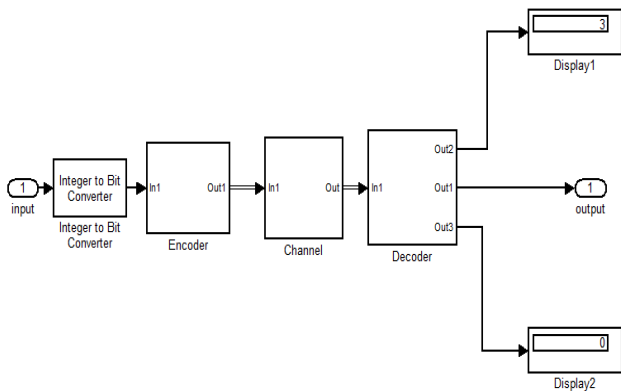 3
Display1
1
input
Integer to Bit
Converter
Integer to Bit
Converter
In1
Out1
Encoder
In1
Out
Channel
In1
Out2
Out1
Out3
Decoder
1
output
0
Display2